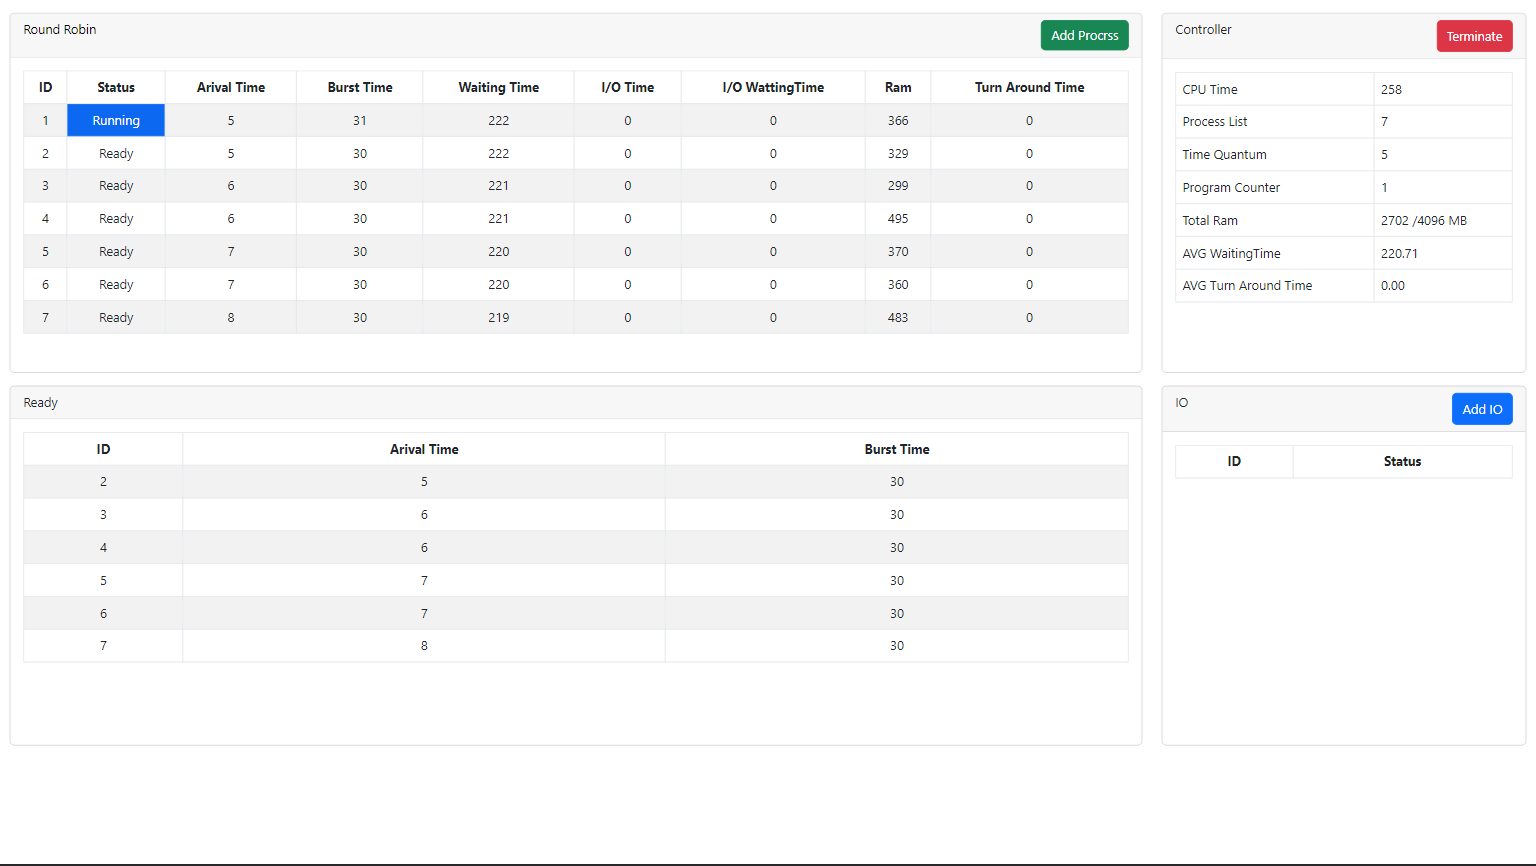 Round Robin
Add Procrss
ID Status Arival Time Burst Time Waiting Time I/O Time I/O WattingTime Ram Turn Around Time
1 Running 5 31 222 0 0 366 0
2 Ready 5 30 222 0 0 329 0
3 Ready 6 30 221 0 0 299 0
4 Ready 6 30 221 0 0 495 0
5 Ready 7 30 220 0 0 370 0
6 Ready 7 30 220 0 0 360 0
7 Ready 8 30 219 0 0 483 0
Controller
Terminate
CPU Time 258
Process List 7
Time Quantum 5
Program Counter 1
Total Ram 2702 /4096 MB
AVG WaitingTime 220.71
AVG Turn Around Time 0.00
Ready
ID Arival Time Burst Time
2 5 30
3 6 30
4 6 30
5 7 30
6 7 30
7 8 30
IO
Add IO
ID Status